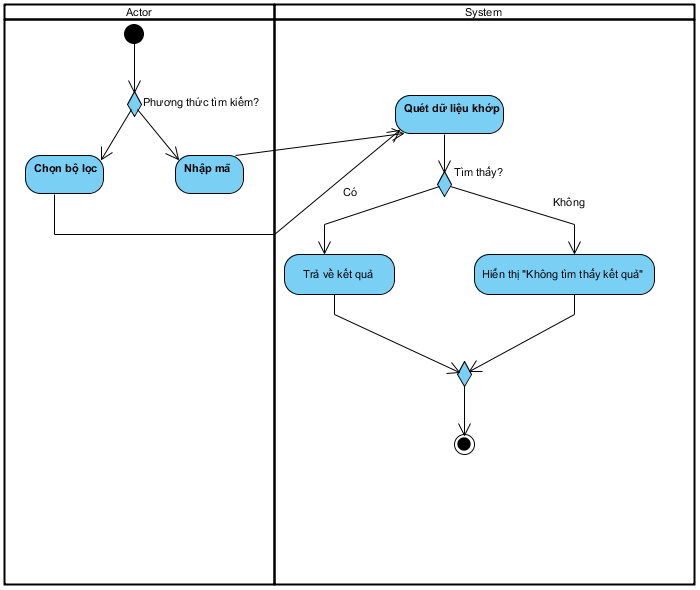 Actor
System
Phương thức tìm kiếm?
Quét dữ liệu khớp
Chọn bộ lọc
Nhập mã
Tìm thấy?
Có
Không
Trả về kết quả
Hiển thị "Không tìm thấy kết quả"